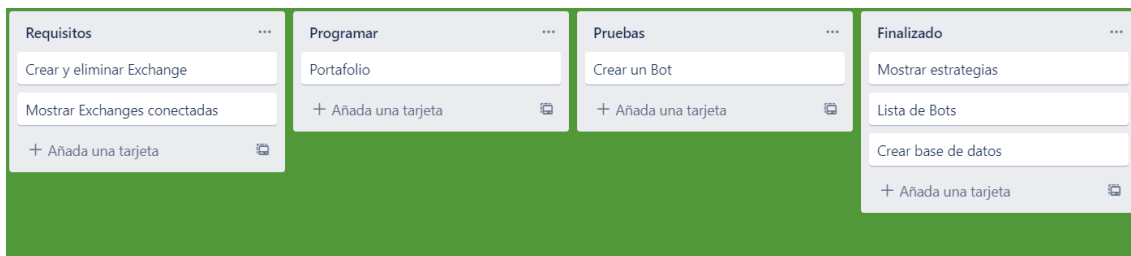 Requisitos
Crear y eliminar Exchange
Mostrar Exchanges conectadas
+ Añada una tarjeta
Programar
Portafolio
+ Añada una tarjeta
Pruebas
Crear un Bot
+ Añada una tarjeta
Finalizado
Mostrar estrategias
Lista de Bots
Crear base de datos
+ Añada una tarjeta